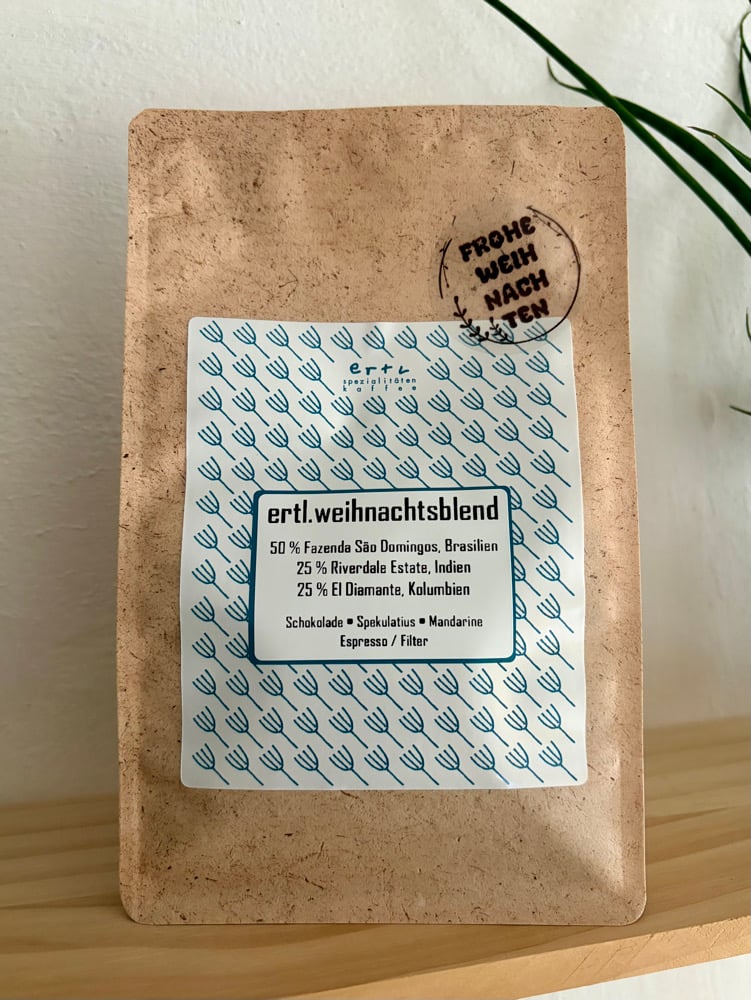 FROHE
WEIH
NACH
TEN
ertl
spezialitäten
kaffee
ertl.weihnachtsblend
50 % Fazenda São Domingos, Brasilien
25 % Riverdale Estate, Indien
25 % El Diamante, Kolumbien
Schokolade • Spekulatius • Mandarine
Espresso / Filter